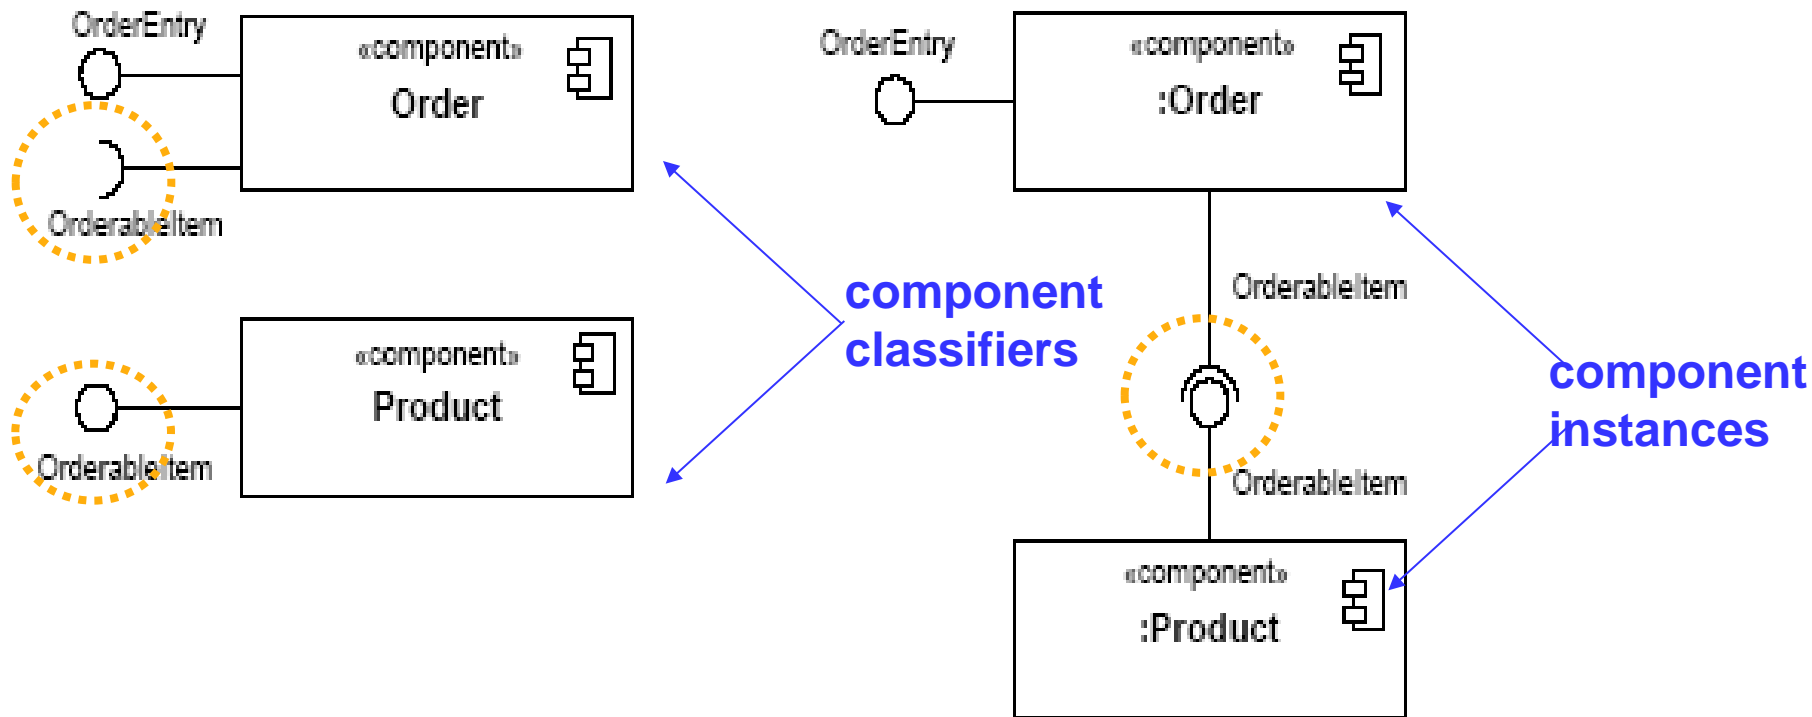 OrderEntry
«component»
Order
OrderableItem
«component»
Product
OrderableItem
component
classifiers
OrderEntry
«component»
:Order
OrderableItem
OrderableItem
«component»
:Product
component
instances